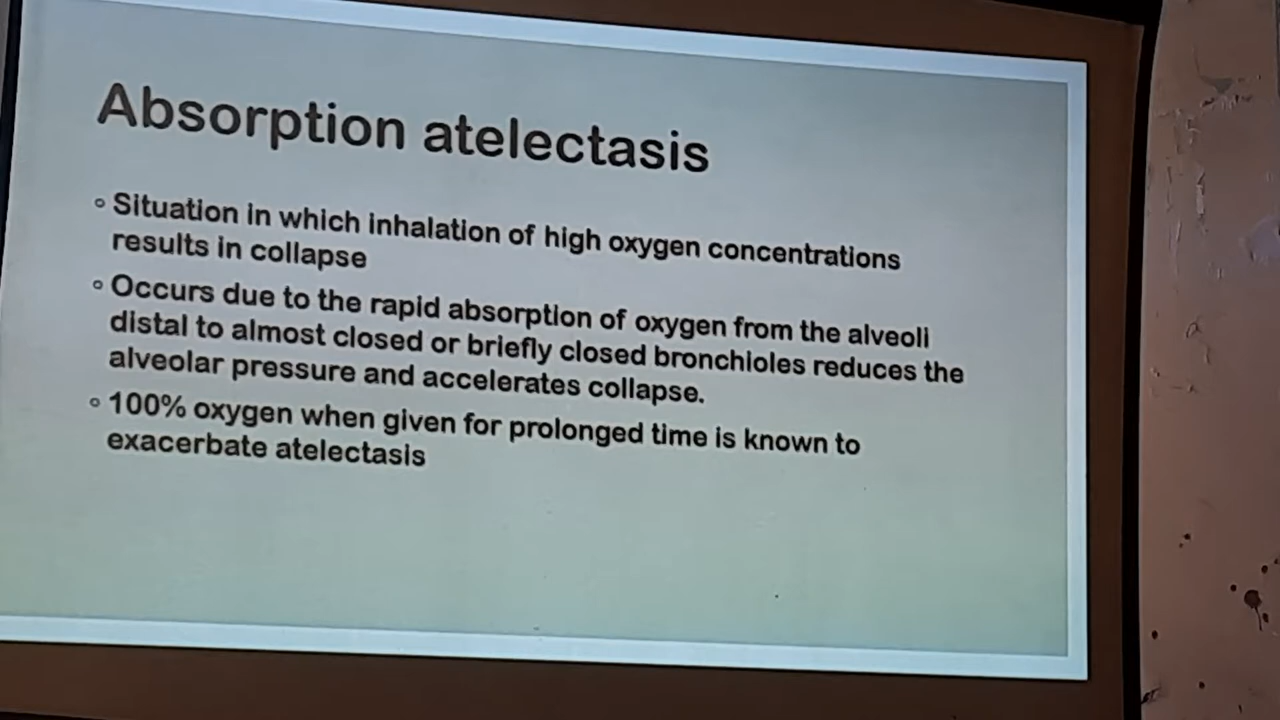 Absorption atelectasis
◦ Situation in which inhalation of high oxygen concentrations
results in collapse
◦ Occurs due to the rapid absorption of oxygen from the alveoli
distal to almost closed or briefly closed bronchioles reduces the
alveolar pressure and accelerates collapse.
◦ 100% oxygen when given for prolonged time is known to
exacerbate atelectasis